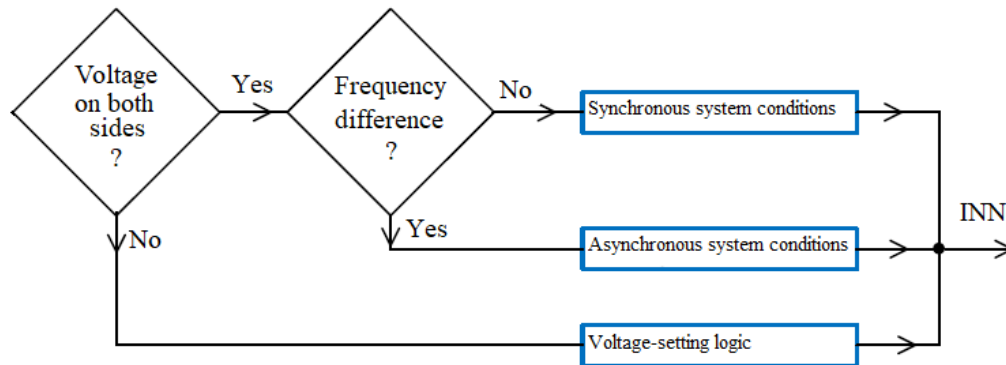 Voltage
on both
sides
?
Yes
Frequency
difference
?
No
Synchronous system conditions
No
Yes
Asynchronous system conditions
INN
Voltage-setting logic